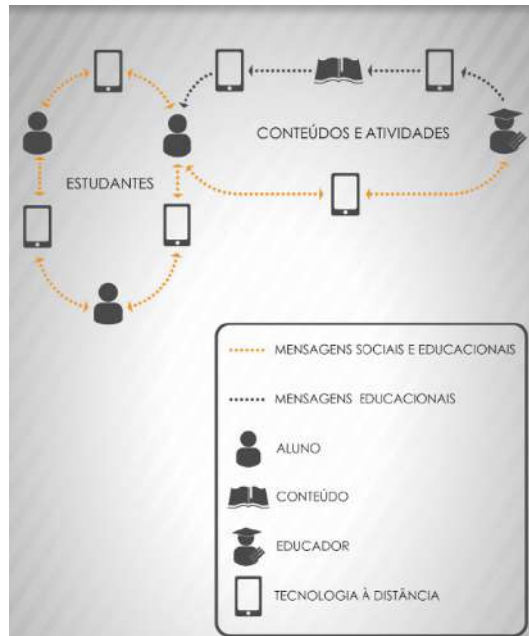 CONTEÚDOS E ATIVIDADES
ESTUDANTES
MENSAGENS SOCIAIS E EDUCACIONAIS
MENSAGENS EDUCACIONAIS
ALUNO
CONTEÚDO
EDUCADOR
TECNOLOGIA À DISTÂNCIA